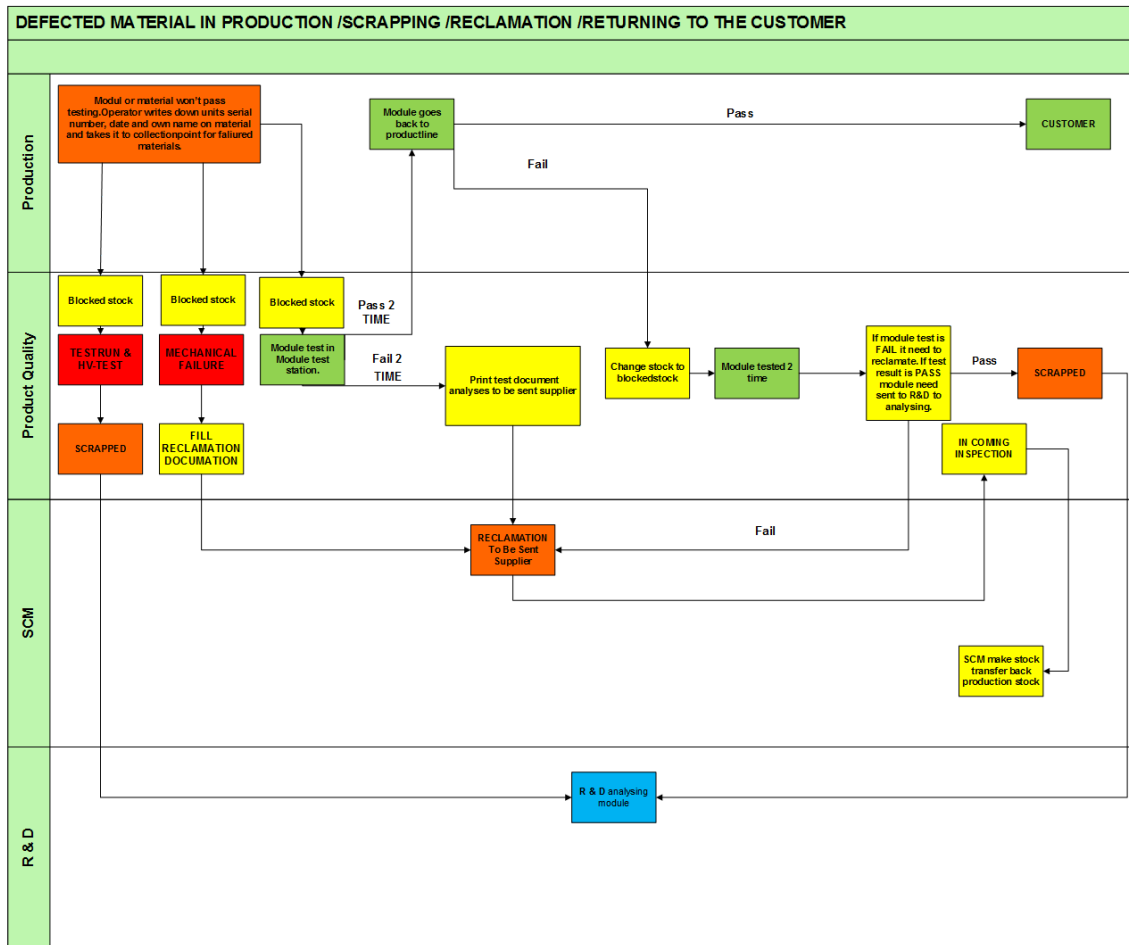 DEFECTED MATERIAL IN PRODUCTION /SCRAPPING /RECLAMATION /RETURNING TO THE CUSTOMER
Production
Modul or material won't pass
testing.Operator writes down units serial
number, date and own name on material
and takes it to collectionpoint for faliured
materials.
Module goes
back to
productline
Pass
CUSTOMER
Fail
Product Quality
Blocked stock
Blocked stock
Blocked stock
Pass 2
TIME
TESTRUN &
HV-TEST
MECHANICAL
FAILURE
Module test in
Module test
station.
Fail 2
TIME
Print test document
analyses to be sent supplier
Change stock to
blockedstock
Module tested 2
time
If module test is
FAIL it need to
reclamate. If test
result is PASS
module need
sent to R&D to
analysing.
Pass
SCRAPPED
SCRAPPED
FILL
RECLAMATION
DOCUMATION
IN COMING
INSPECTION
SCM
RECLAMATION
To Be Sent
Supplier
Fail
SCM make stock
transfer back
production stock
R & D
R & D analysing
module